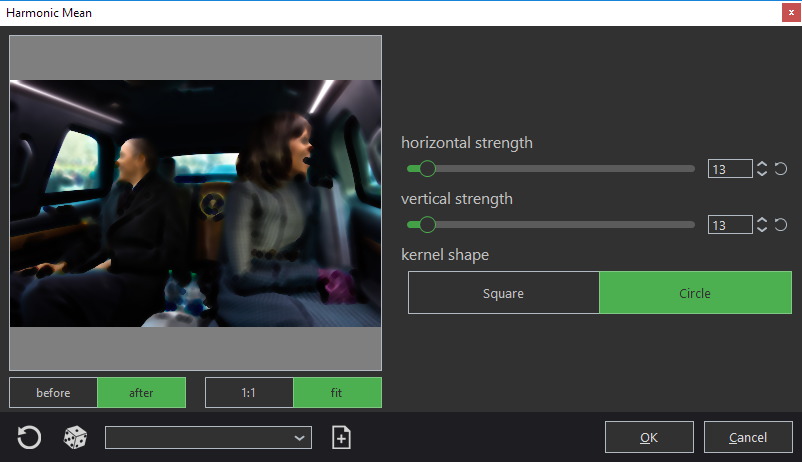 Harmonic Mean
x
horizontal strength
13
vertical strength
13
kernel shape
Square Circle
before after 1:1 fit
OK Cancel